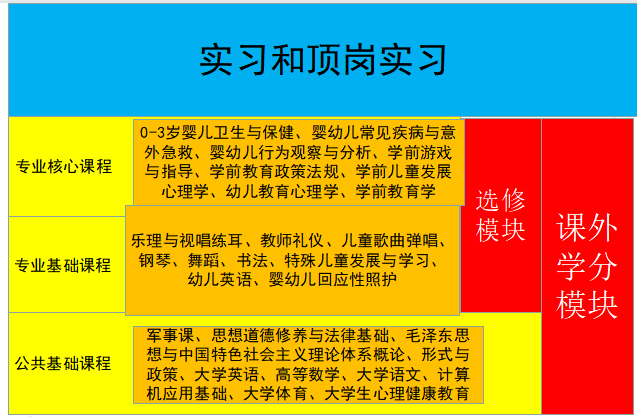 实习和顶岗实习
专业核心课程
0-3岁婴儿卫生与保健、婴幼儿常见疾病与意
外急救、婴幼儿行为观察与分析、学前游戏
与指导、学前教育政策法规、学前儿童发展
心理学、幼儿教育心理学、学前教育学
专业基础课程
乐理与视唱练耳、教师礼仪、儿童歌曲弹唱、
钢琴、舞蹈、书法、特殊儿童发展与学习、
幼儿英语、婴幼儿回应性照护
公共基础课程
军事课、思想道德修养与法律基础、毛泽东思
想与中国特色社会主义理论体系概论、形式与
政策、大学英语、高等数学、大学语文、计算
机应用基础、大学体育、大学生心理健康教育
选修
模块
课外
学分
模块